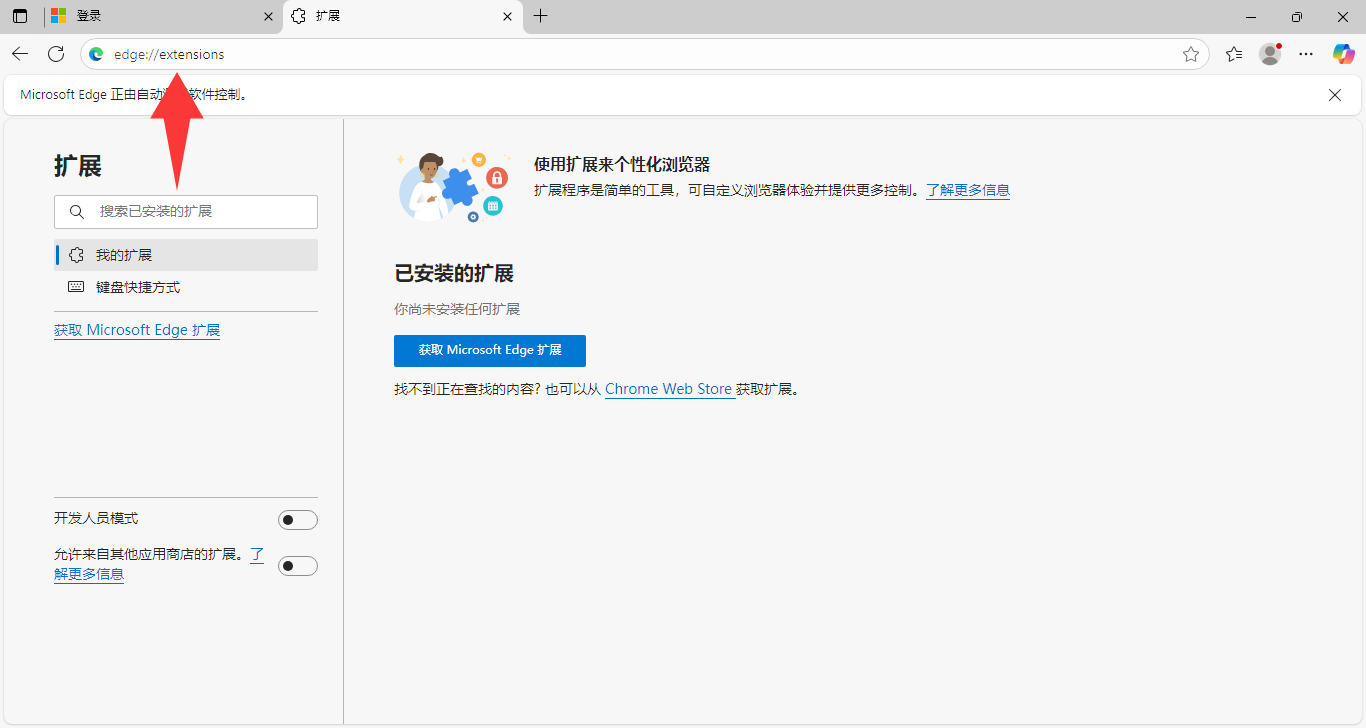 登录
扩展
edge://extensions
Microsoft Edge 正由自动 软件控制。
扩展
搜索已安装的扩展
我的扩展
键盘快捷方式
获取 Microsoft Edge 扩展
开发人员模式
允许来自其他应用商店的扩展。了
解更多信息
使用扩展来个性化浏览器
扩展程序是简单的工具，可自定义浏览器体验并提供更多控制。了解更多信息
已安装的扩展
你尚未安装任何扩展
获取 Microsoft Edge 扩展
找不到正在查找的内容? 也可以从 Chrome Web Store 获取扩展。